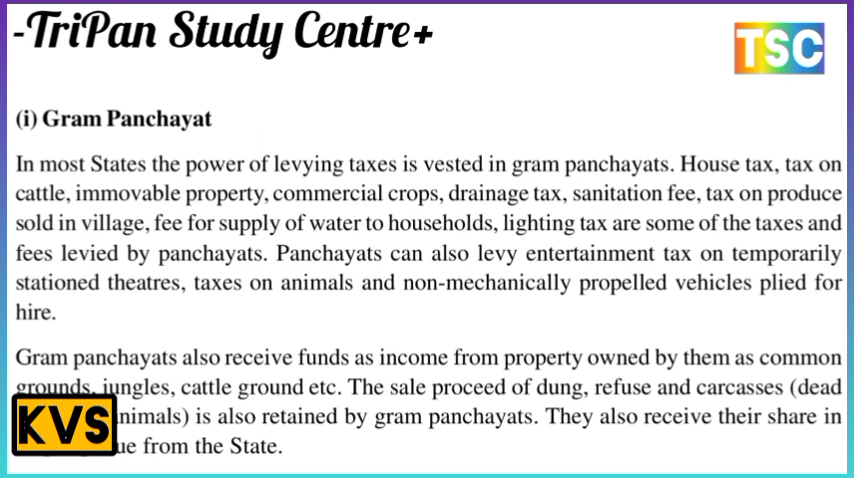 -TriPan Study Centre+
TSC
(i) Gram Panchayat
In most States the power of levying taxes is vested in gram panchayats. House tax, tax on
cattle, immovable property, commercial crops, drainage tax, sanitation fee, tax on produce
sold in village, fee for supply of water to households, lighting tax are some of the taxes and
fees levied by panchayats. Panchayats can also levy entertainment tax on temporarily
stationed theatres, taxes on animals and non-mechanically propelled vehicles plied for
hire.
Gram panchayats also receive funds as income from property owned by them as common
grounds, jungles, cattle ground etc. The sale proceed of dung, refuse and carcasses (dead
nimals) is also retained by gram panchayats. They also receive their share in
ue from the State.
KVS